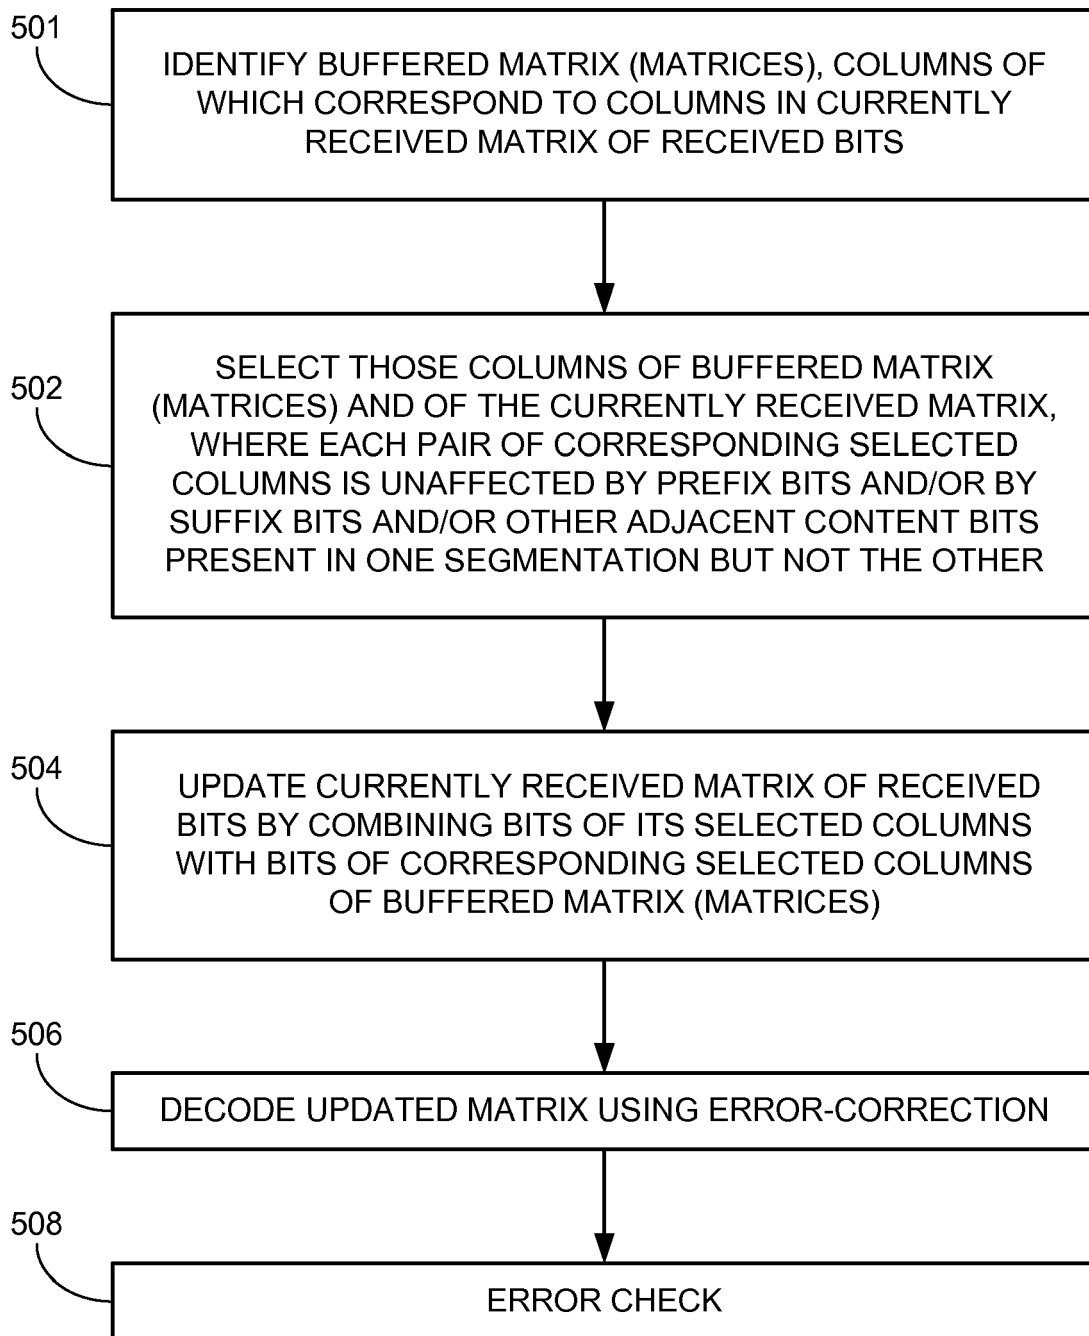 501
IDENTIFY BUFFERED MATRIX (MATRICES), COLUMNS OF
WHICH CORRESPOND TO COLUMNS IN CURRENTLY
RECEIVED MATRIX OF RECEIVED BITS
502
SELECT THOSE COLUMNS OF BUFFERED MATRIX
(MATRICES) AND OF THE CURRENTLY RECEIVED MATRIX,
WHERE EACH PAIR OF CORRESPONDING SELECTED
COLUMNS IS UNAFFECTED BY PREFIX BITS AND/OR BY
SUFFIX BITS AND/OR OTHER ADJACENT CONTENT BITS
PRESENT IN ONE SEGMENTATION BUT NOT THE OTHER
504
UPDATE CURRENTLY RECEIVED MATRIX OF RECEIVED
BITS BY COMBINING BITS OF ITS SELECTED COLUMNS
WITH BITS OF CORRESPONDING SELECTED COLUMNS
OF BUFFERED MATRIX (MATRICES)
506
DECODE UPDATED MATRIX USING ERROR-CORRECTION
508
ERROR CHECK